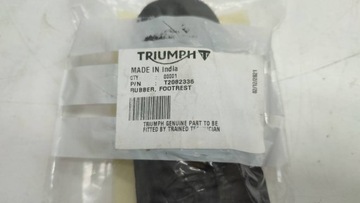 TRIUMPH
MADE IN India
QTY 00001
P/N T2082336
RUBBER, FOOTREST
TRIUMPH GENUINE PART TO BE
FITTED BY TRAINED TECHNICIAN